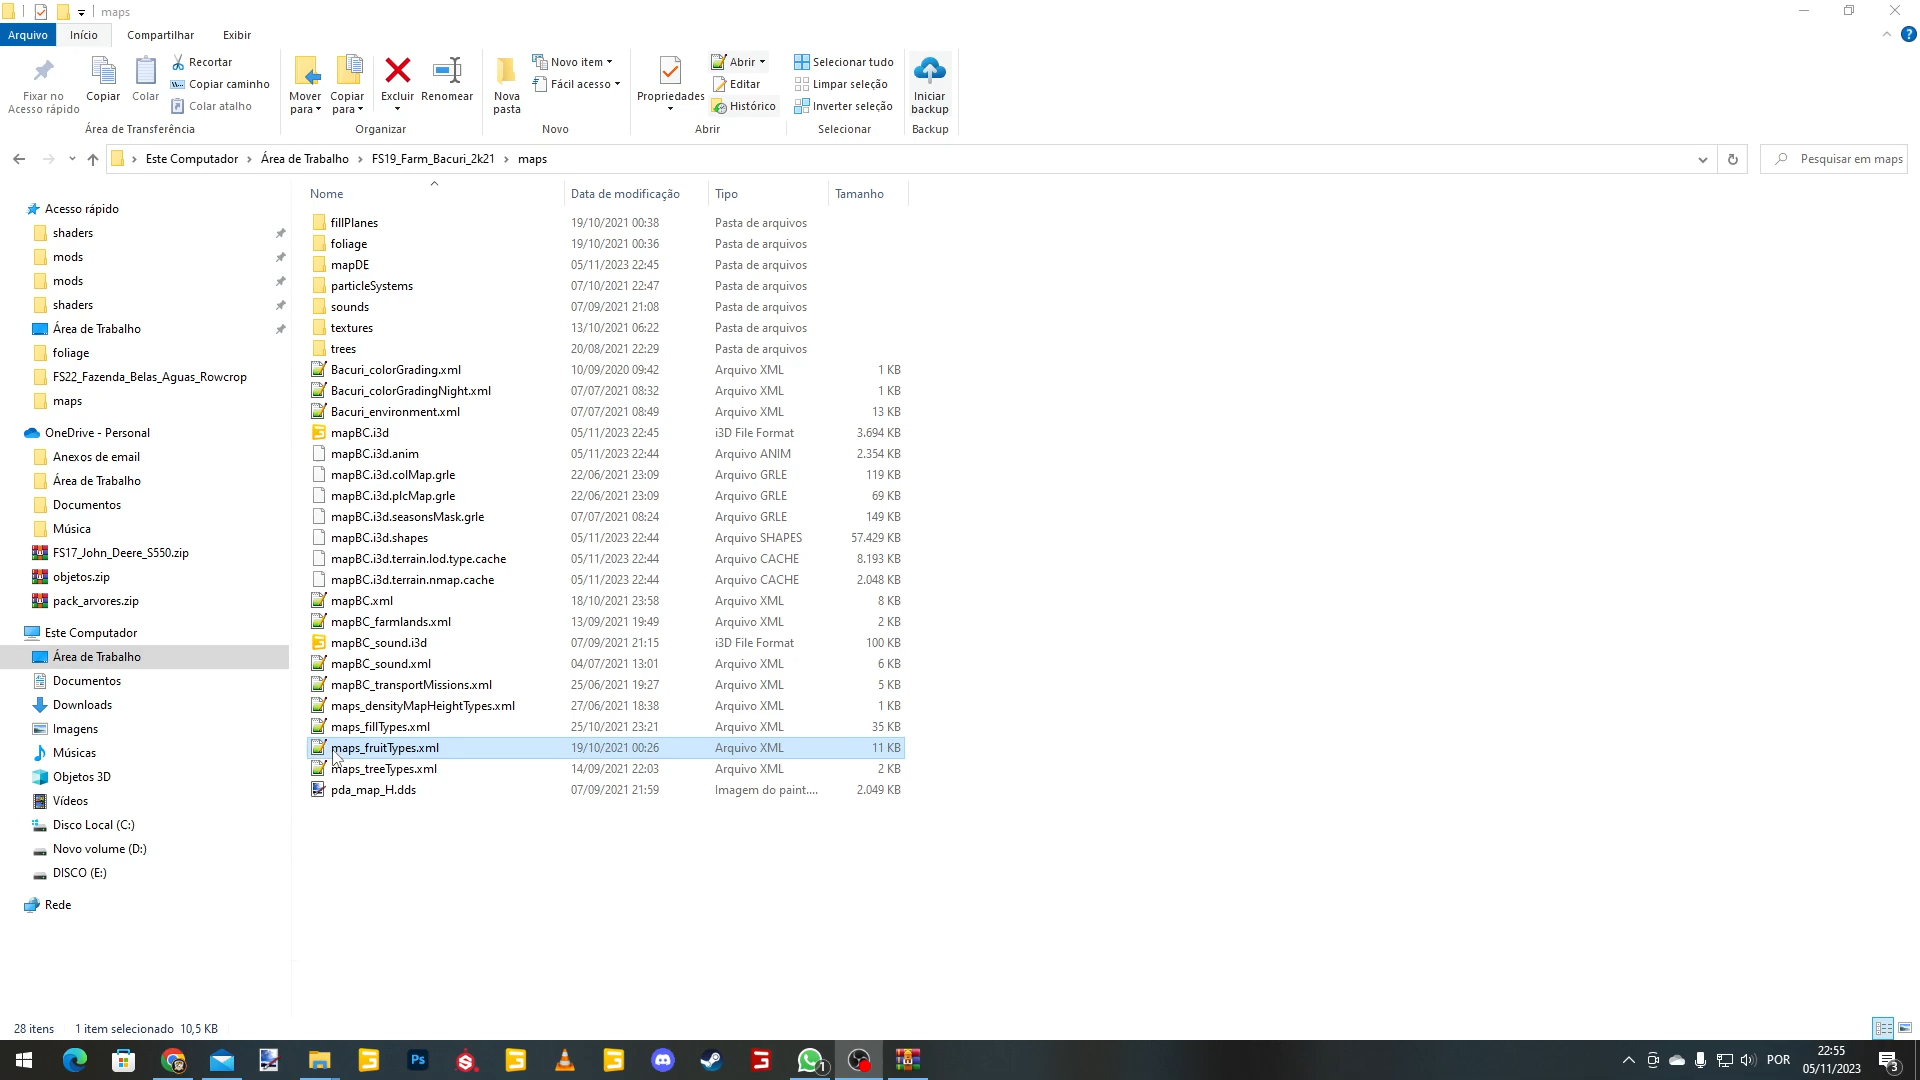 maps
Arquivo Início Compartilhar Exibir
Fixar no Acesso rápido
Copiar
Colar
Recortar
Copiar caminho
Colar atalho
Área de Transferência
Mover para
Copiar para
Excluir
Renomear
Organizar
Nova pasta
Novo item
Fácil acesso
Novo
Propriedades
Abrir
Editar
Histórico
Abrir
Selecionar tudo
Limpar seleção
Inverter seleção
Selecionar
Iniciar backup
Backup
Este Computador > Área de Trabalho > FS19_Farm_Bacuri_2k21 > maps
Pesquisar em maps
Acesso rápido
shaders
mods
mods
shaders
Área de Trabalho
foliage
FS22_Fazenda_Belas_Aguas_Rowcrop
maps
OneDrive - Personal
Anexos de email
Área de Trabalho
Documentos
Música
FS17_John_Deere_S550.zip
objetos.zip
pack_arvores.zip
Este Computador
Área de Trabalho
Documentos
Downloads
Imagens
Músicas
Objetos 3D
Vídeos
Disco Local (C:)
Novo volume (D:)
DISCO (E:)
Rede
Nome Data de modificação Tipo Tamanho
fillPlanes 19/10/2021 00:38 Pasta de arquivos
foliage 19/10/2021 00:36 Pasta de arquivos
mapDE 05/11/2023 22:45 Pasta de arquivos
particleSystems 07/10/2021 22:47 Pasta de arquivos
sounds 07/09/2021 21:08 Pasta de arquivos
textures 13/10/2021 06:22 Pasta de arquivos
trees 20/08/2021 22:29 Pasta de arquivos
Bacuri_colorGrading.xml 10/09/2020 09:42 Arquivo XML 1 KB
Bacuri_colorGradingNight.xml 07/07/2021 08:32 Arquivo XML 1 KB
Bacuri_environment.xml 07/07/2021 08:49 Arquivo XML 13 KB
mapBC.i3d 05/11/2023 22:45 i3D File Format 3.694 KB
mapBC.i3d.anim 05/11/2023 22:44 Arquivo ANIM 2.354 KB
mapBC.i3d.colMap.grle 22/06/2021 23:09 Arquivo GRLE 119 KB
mapBC.i3d.plcMap.grle 22/06/2021 23:09 Arquivo GRLE 69 KB
mapBC.i3d.seasonsMask.grle 07/07/2021 08:24 Arquivo GRLE 149 KB
mapBC.i3d.shapes 05/11/2023 22:44 Arquivo SHAPES 57.429 KB
mapBC.i3d.terrain.lod.type.cache 05/11/2023 22:44 Arquivo CACHE 8.193 KB
mapBC.i3d.terrain.nmap.cache 05/11/2023 22:44 Arquivo CACHE 2.048 KB
mapBC.xml 18/10/2021 23:58 Arquivo XML 8 KB
mapBC_farmlands.xml 13/09/2021 19:49 Arquivo XML 2 KB
mapBC_sound.i3d 07/09/2021 21:15 i3D File Format 100 KB
mapBC_sound.xml 04/07/2021 13:01 Arquivo XML 6 KB
mapBC_transportMissions.xml 25/06/2021 19:27 Arquivo XML 5 KB
maps_densityMapHeightTypes.xml 27/06/2021 18:38 Arquivo XML 1 KB
maps_fillTypes.xml 25/10/2021 23:21 Arquivo XML 35 KB
maps_fruitTypes.xml 19/10/2021 00:26 Arquivo XML 11 KB
maps_treeTypes.xml 14/09/2021 22:03 Arquivo XML 2 KB
pda_map_H.dds 07/09/2021 21:59 Imagem do paint.... 2.049 KB
28 itens 1 item selecionado 10,5 KB
Ps
1
POR
22:55
05/11/2023
3